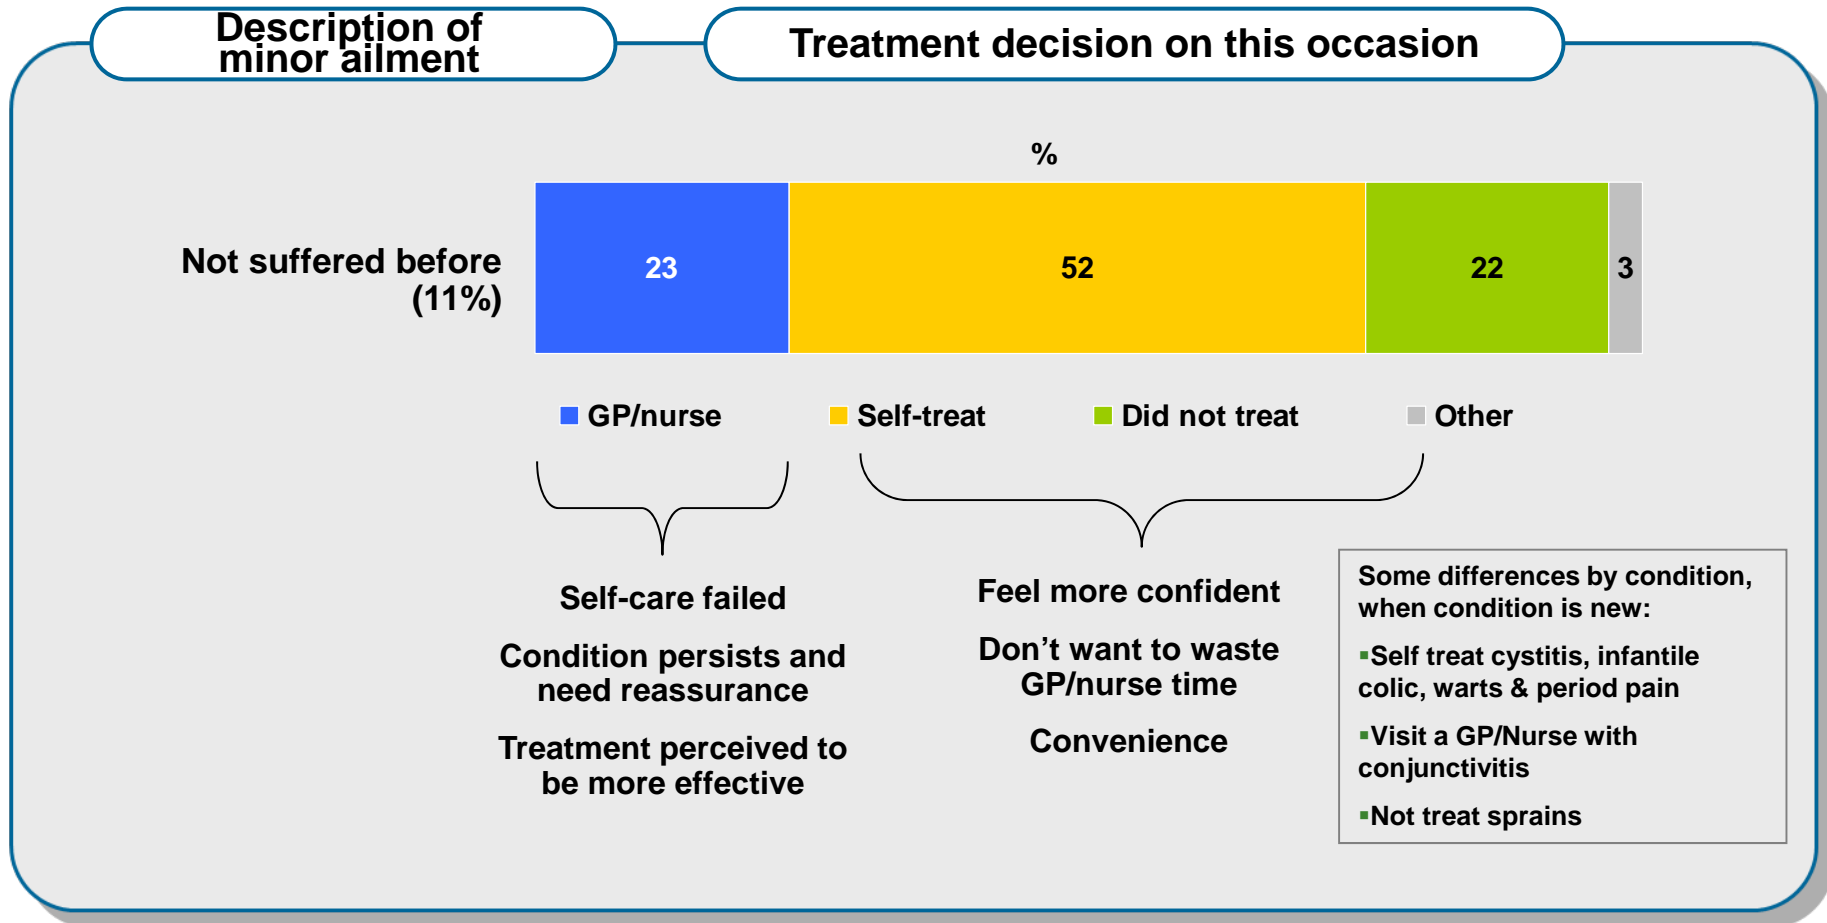 Description of
minor ailment
Treatment decision on this occasion
%
Not suffered before
(11%)
23
52
22
3
GP/nurse
Self-treat
Did not treat
Other
Self-care failed
Condition persists and
need reassurance
Treatment perceived to
be more effective
Feel more confident
Don’t want to waste
GP/nurse time
Convenience
Some differences by condition,
when condition is new:
▪Self treat cystitis, infantile
colic, warts & period pain
▪Visit a GP/Nurse with
conjunctivitis
▪Not treat sprains